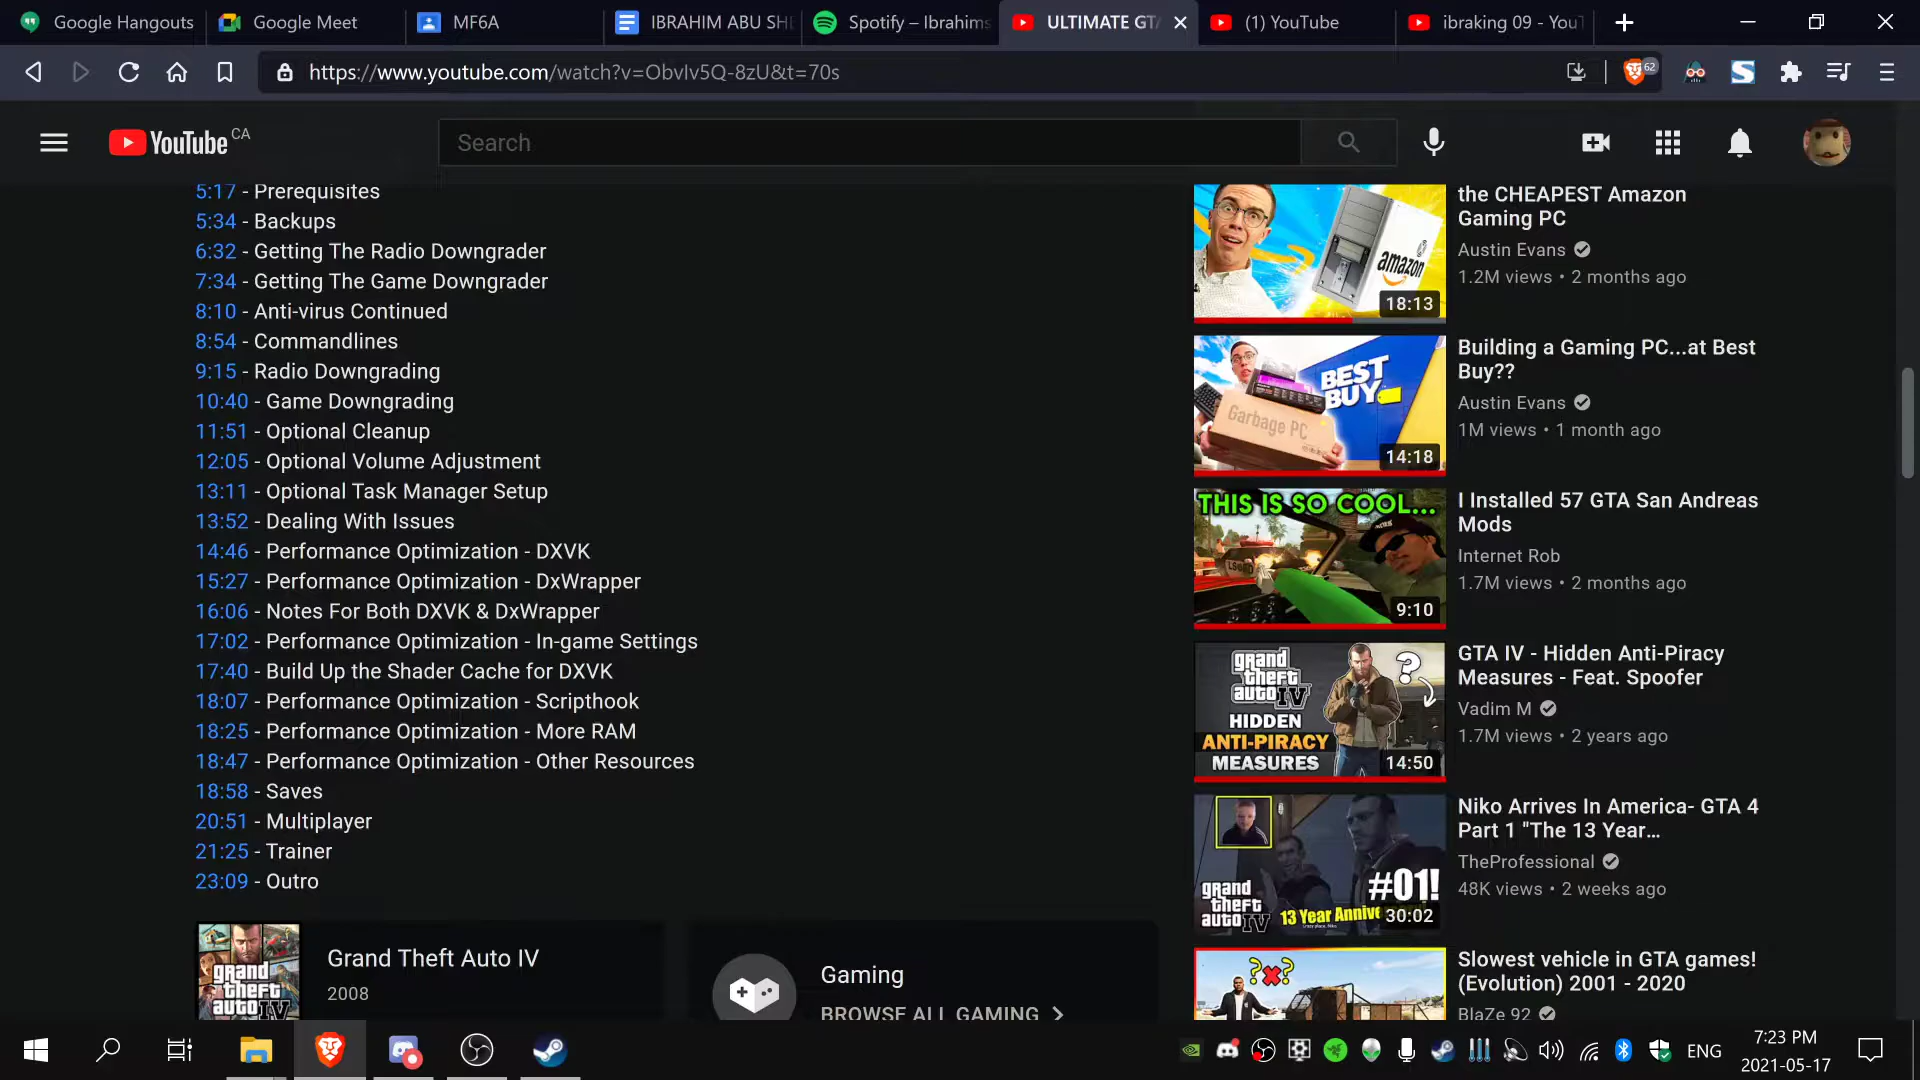 Google Hangouts
Google Meet
MF6A
IBRAHIM ABU SHE
Spotify – Ibrahims
ULTIMATE GTA
(1) YouTube
ibraking 09 - YouT
https://www.youtube.com/watch?v=ObvIv5Q-8zU&t=70s
62
YouTube CA
Search
5:17 - Prerequisites
5:34 - Backups
6:32 - Getting The Radio Downgrader
7:34 - Getting The Game Downgrader
8:10 - Anti-virus Continued
8:54 - Commandlines
9:15 - Radio Downgrading
10:40 - Game Downgrading
11:51 - Optional Cleanup
12:05 - Optional Volume Adjustment
13:11 - Optional Task Manager Setup
13:52 - Dealing With Issues
14:46 - Performance Optimization - DXVK
15:27 - Performance Optimization - DxWrapper
16:06 - Notes For Both DXVK & DxWrapper
17:02 - Performance Optimization - In-game Settings
17:40 - Build Up the Shader Cache for DXVK
18:07 - Performance Optimization - Scripthook
18:25 - Performance Optimization - More RAM
18:47 - Performance Optimization - Other Resources
18:58 - Saves
20:51 - Multiplayer
21:25 - Trainer
23:09 - Outro
grand
theft
auto IV
Grand Theft Auto IV
2008
Gaming
BROWSE ALL GAMING
amazon
18:13
the CHEAPEST Amazon
Gaming PC
Austin Evans
1.2M views • 2 months ago
BEST
BUY
Garbage PC
14:18
Building a Gaming PC...at Best
Buy??
Austin Evans
1M views • 1 month ago
THIS IS SO COOL...
9:10
I Installed 57 GTA San Andreas
Mods
Internet Rob
1.7M views • 2 months ago
grand
theft
auto IV
?
HIDDEN
ANTI-PIRACY
MEASURES
14:50
GTA IV - Hidden Anti-Piracy
Measures - Feat. Spoofer
Vadim M
1.7M views • 2 years ago
grand
theft
auto IV
#01!
13 Year
30:02
Niko Arrives In America- GTA 4
Part 1 "The 13 Year...
TheProfessional
48K views • 2 weeks ago
? ?
Slowest vehicle in GTA games!
(Evolution) 2001 - 2020
BlaZe 92
ENG
7:23 PM
2021-05-17